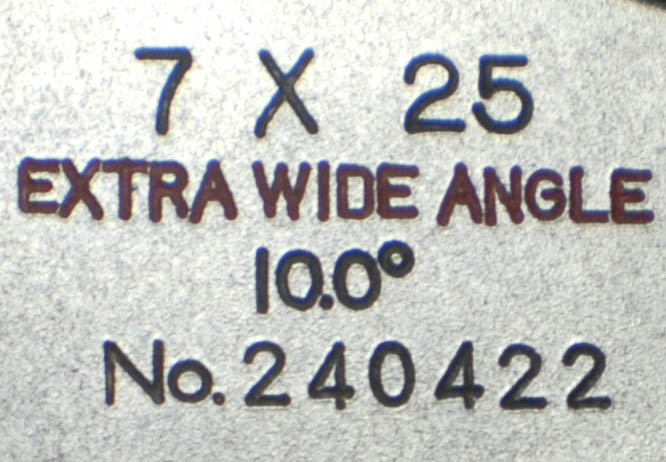 7 X 25
EXTRA WIDE ANGLE
10.0°
No.240422